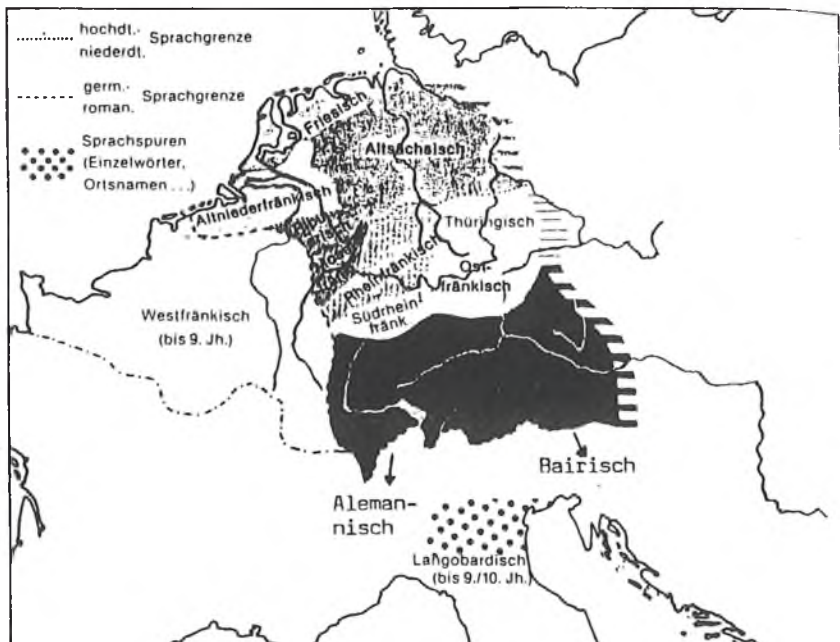 hochdt.-
niederdt. Sprachgrenze
germ.-
roman. Sprachgrenze
Sprachspuren
(Einzelwörter,
Ortsnamen ...)
Friesisch
Altsächsisch
Altniederfränkisch
Thüringisch
Rheinfränkisch
Ost-
fränkisch
Südrhein-
fränk
Westfränkisch
(bis 9. Jh.)
Bairisch
Aleman-
nisch
Langobardisch
(bis 9./10. Jh.)